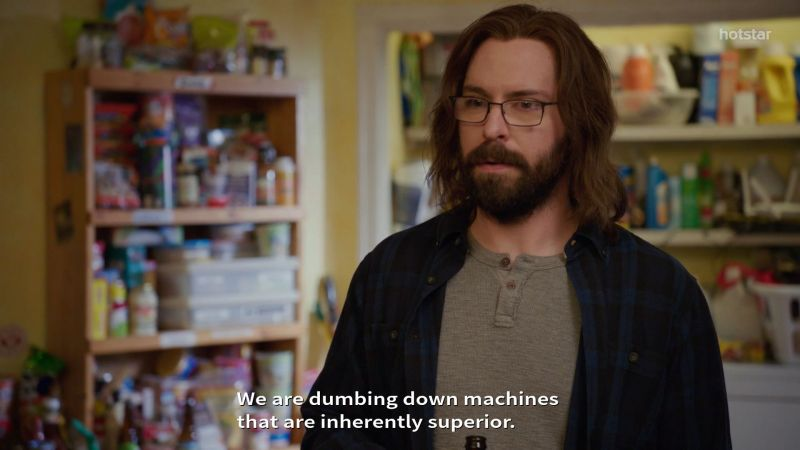 hotstar
We are dumbing down machines
that are inherently superior.